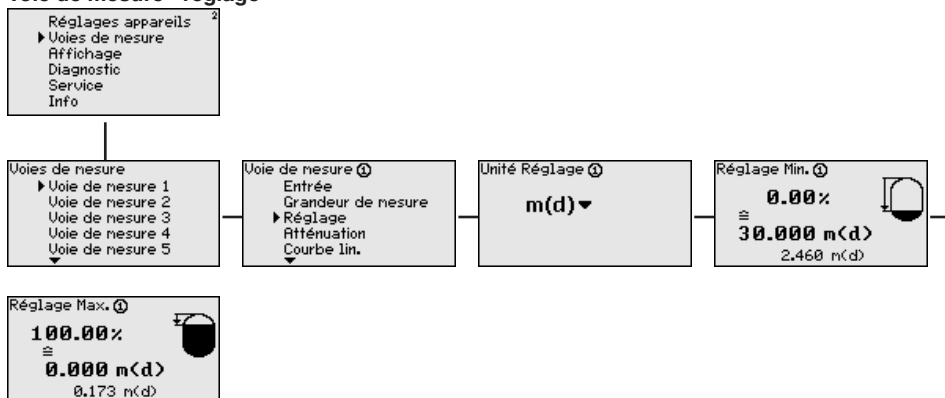 Voie de mesure - réglage
Réglages appareils 2
Voies de mesure
Affichage
Diagnostic
Service
Info
Voies de mesure
Voie de mesure 1
Voie de mesure 2
Voie de mesure 3
Voie de mesure 4
Voie de mesure 5
Voie de mesure ①
Entrée
Grandeur de mesure
Réglage
Atténuation
Courbe lin.
Unité Réglage ①
m(d)
Réglage Min. ①
0.00%
≙
30.000 m(d)
2.460 m(d)
Réglage Max. ①
100.00%
≙
0.000 m(d)
0.173 m(d)